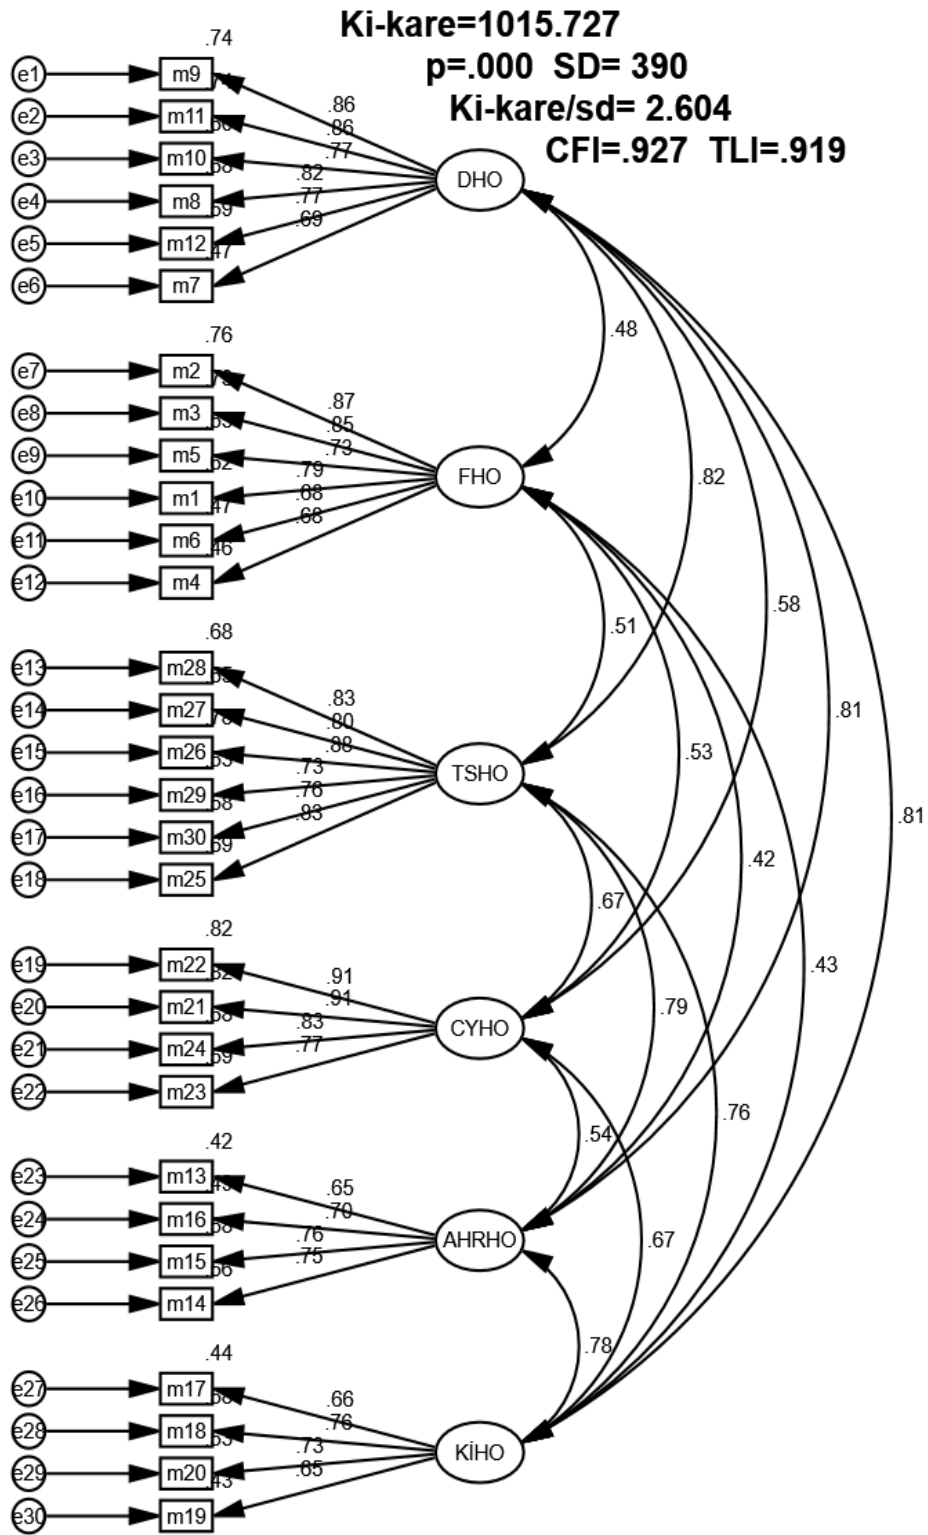 Ki-kare=1015.727
p=.000 SD= 390
Ki-kare/sd= 2.604
CFI=.927 TLI=.919
.74
e1 m9
.86
e2 m11
.86
e3 m10
.77
e4 m8
.82
e5 m12
.77
e6 m7
.69
DHO
.76
e7 m2
.87
e8 m3
.85
e9 m5
.73
e10 m1
.79
e11 m6
.68
e12 m4
.68
FHO
.68
e13 m28
.83
e14 m27
.80
e15 m26
.88
e16 m29
.73
e17 m30
.76
e18 m25
.83
TSHO
.82
e19 m22
.91
e20 m21
.91
e21 m24
.83
e22 m23
.77
CYHO
.42
e23 m13
.65
e24 m16
.70
e25 m15
.76
e26 m14
.75
AHRHO
.44
e27 m17
.66
e28 m18
.76
e29 m20
.73
e30 m19
.65
KİHO
.48
.82
.58
.51
.81
.53
.81
.42
.67
.43
.79
.76
.54
.67
.78